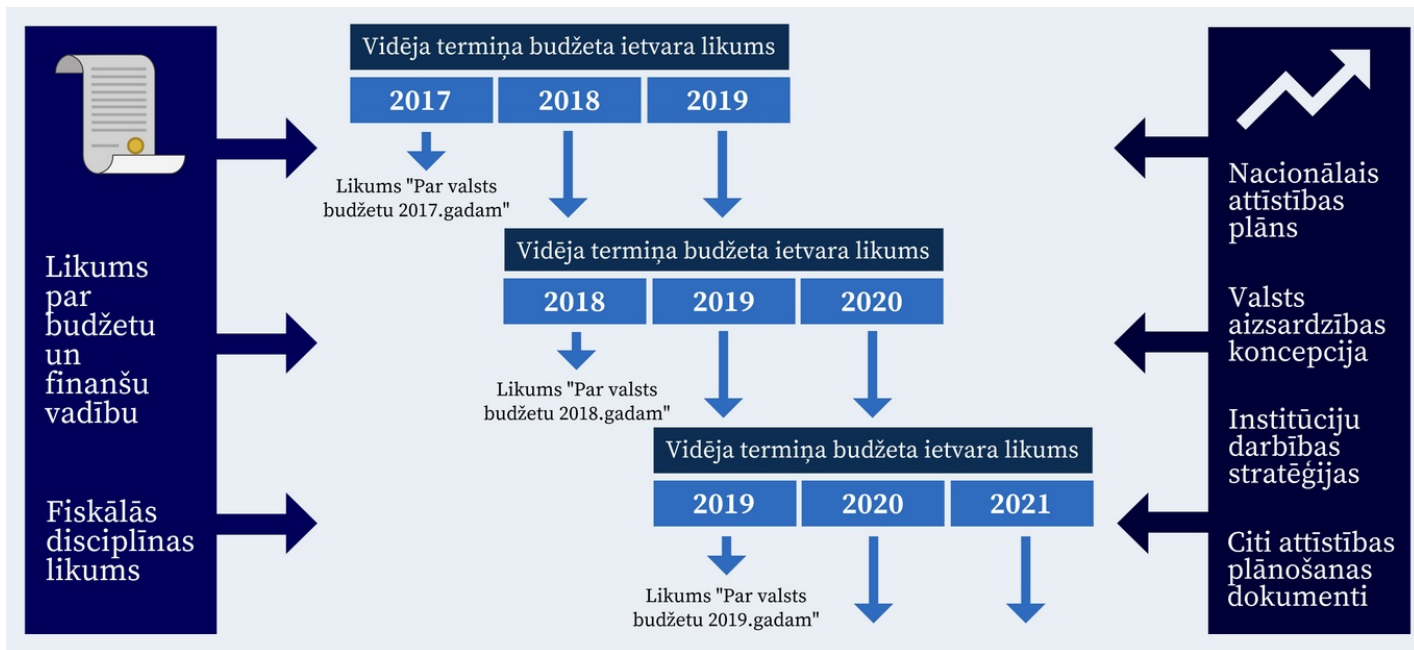 Likums
par
budžetu
un
finanšu
vadību
Fiskālās
disciplīnas
likums
Vidēja termiņa budžeta ietvara likums
2017
2018
2019
Likums "Par valsts
budžetu 2017.gadam"
Vidēja termiņa budžeta ietvara likums
2018
2019
2020
Likums "Par valsts
budžetu 2018.gadam"
Vidēja termiņa budžeta ietvara likums
2019
2020
2021
Likums "Par valsts
budžetu 2019.gadam"
Nacionālais
attīstības
plāns
Valsts
aizsardzības
koncepcija
Institūciju
darbības
stratēģijas
Citi attīstības
plānošanas
dokumenti